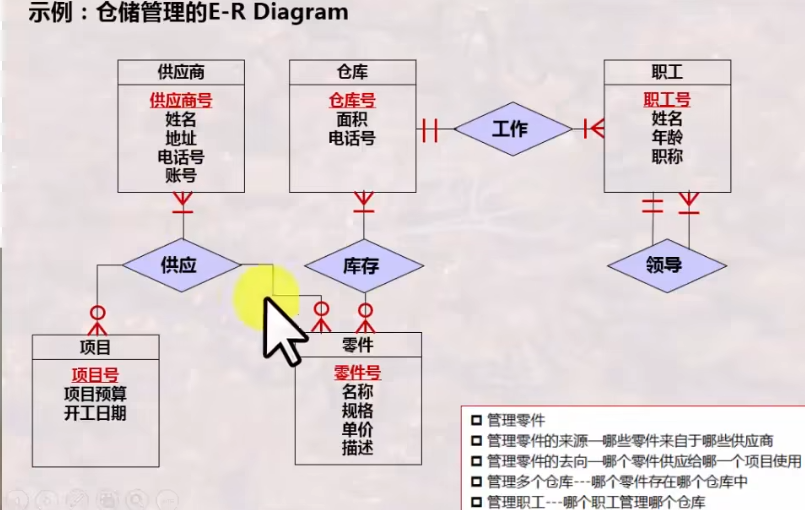 示例：仓储管理的E-R Diagram
供应商
供应商号
姓名
地址
电话号
账号
仓库
仓库号
面积
电话号
工作
职工
职工号
姓名
年龄
职称
供应
库存
领导
项目
项目号
项目预算
开工日期
零件
零件号
名称
规格
单价
描述
管理零件
管理零件的来源—哪些零件来自于哪些供应商
管理零件的去向—哪个零件供应给哪一个项目使用
管理多个仓库---哪个零件存在哪个仓库中
管理职工---哪个职工管理哪个仓库